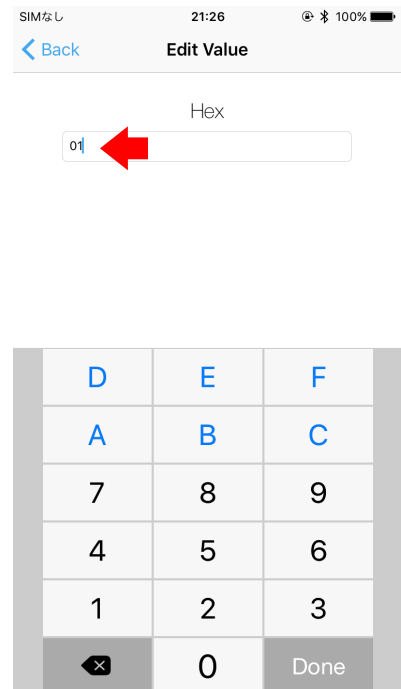 SIMなし 21:26 100%
Back Edit Value
Hex
01
D E F
A B C
7 8 9
4 5 6
1 2 3
0 Done